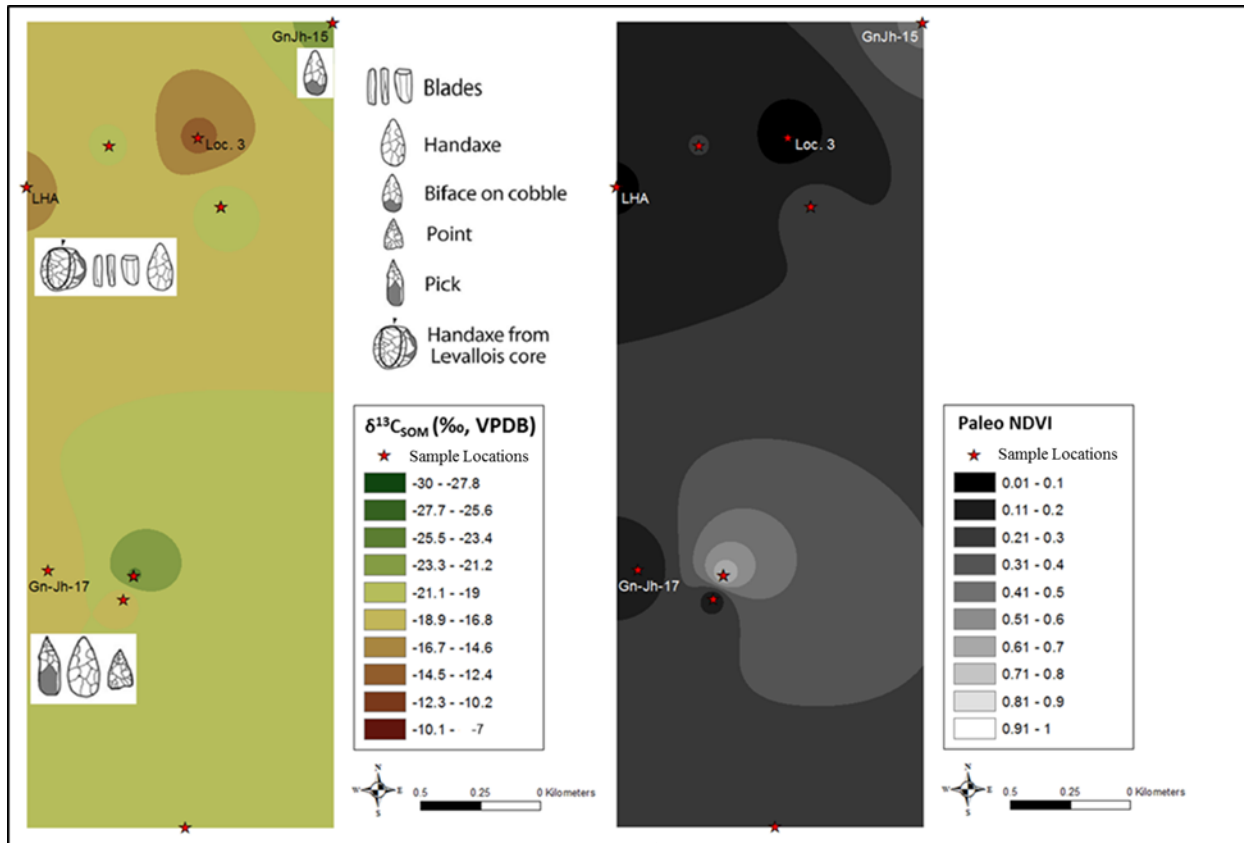 GnJh-15
Loc. 3
LHA
Gn-Jh-17
Blades
Handaxe
Biface on cobble
Point
Pick
Handaxe from
Levallois core
δ¹³C_SOM (‰, VPDB)
Sample Locations
-30 - -27.8
-27.7 - -25.6
-25.5 - -23.4
-23.3 - -21.2
-21.1 - -19
-18.9 - -16.8
-16.7 - -14.6
-14.5 - -12.4
-12.3 - -10.2
-10.1 - -7
N
W E
S
0.5 0.25 0 Kilometers
GnJh-15
Loc. 3
LHA
Gn-Jh-17
Paleo NDVI
Sample Locations
0.01 - 0.1
0.11 - 0.2
0.21 - 0.3
0.31 - 0.4
0.41 - 0.5
0.51 - 0.6
0.61 - 0.7
0.71 - 0.8
0.81 - 0.9
0.91 - 1
N
W E
S
0.5 0.25 0 Kilometers